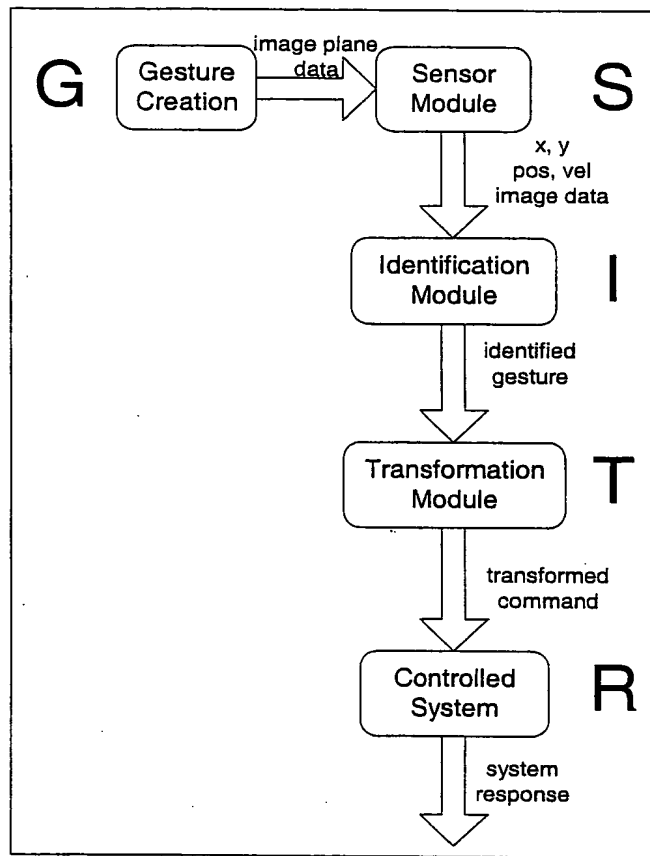 G
Gesture
Creation
image plane
data
Sensor
Module
S
x, y
pos, vel
image data
Identification
Module
I
identified
gesture
Transformation
Module
T
transformed
command
Controlled
System
R
system
response